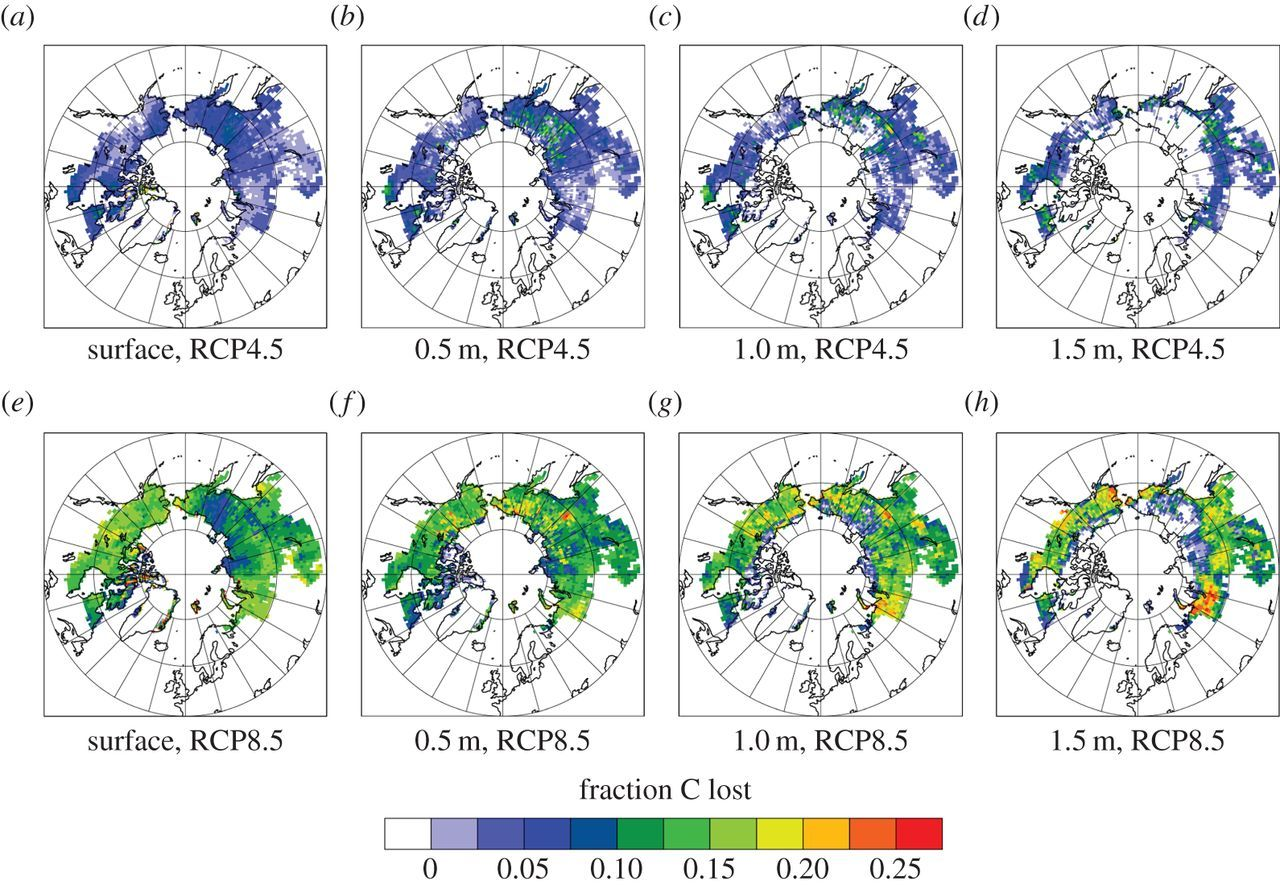 (a) (b) (c) (d)
surface, RCP4.5 0.5 m, RCP4.5 1.0 m, RCP4.5 1.5 m, RCP4.5
(e) (f) (g) (h)
surface, RCP8.5 0.5 m, RCP8.5 1.0 m, RCP8.5 1.5 m, RCP8.5
fraction C lost
0 0.05 0.10 0.15 0.20 0.25